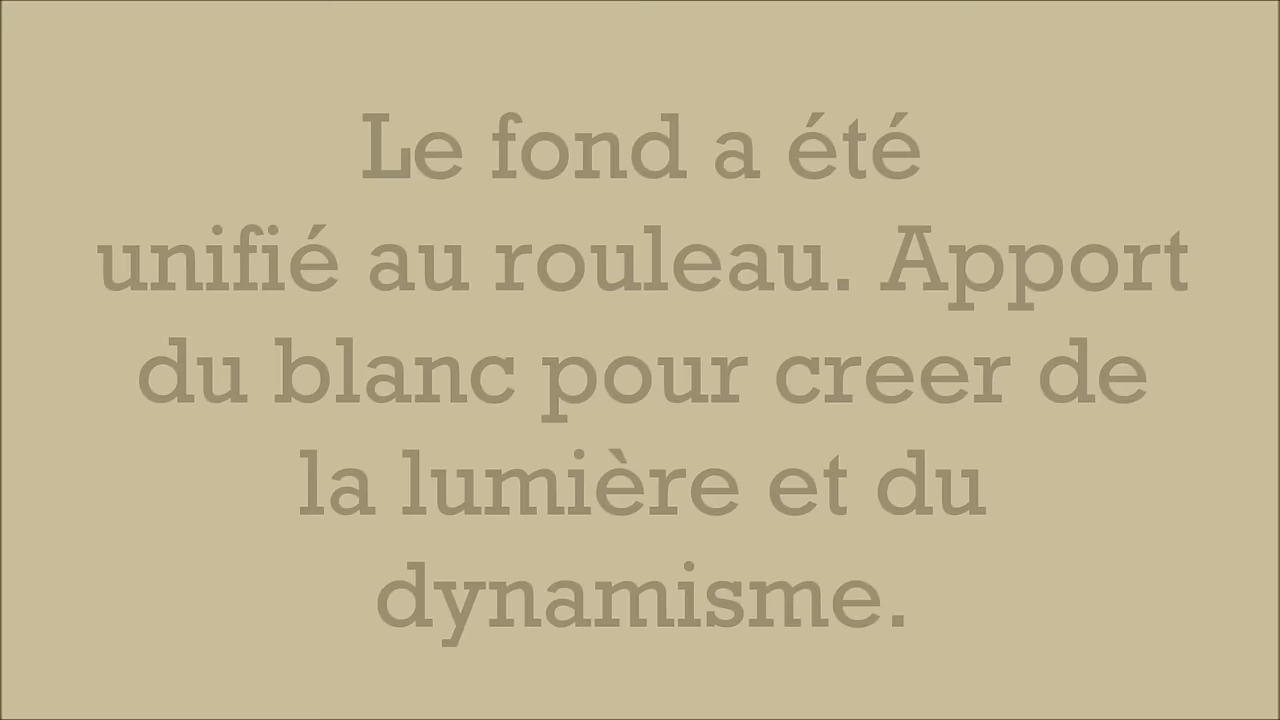 Le fond a été
unifié au rouleau. Apport
du blanc pour creer de
la lumière et du
dynamisme.